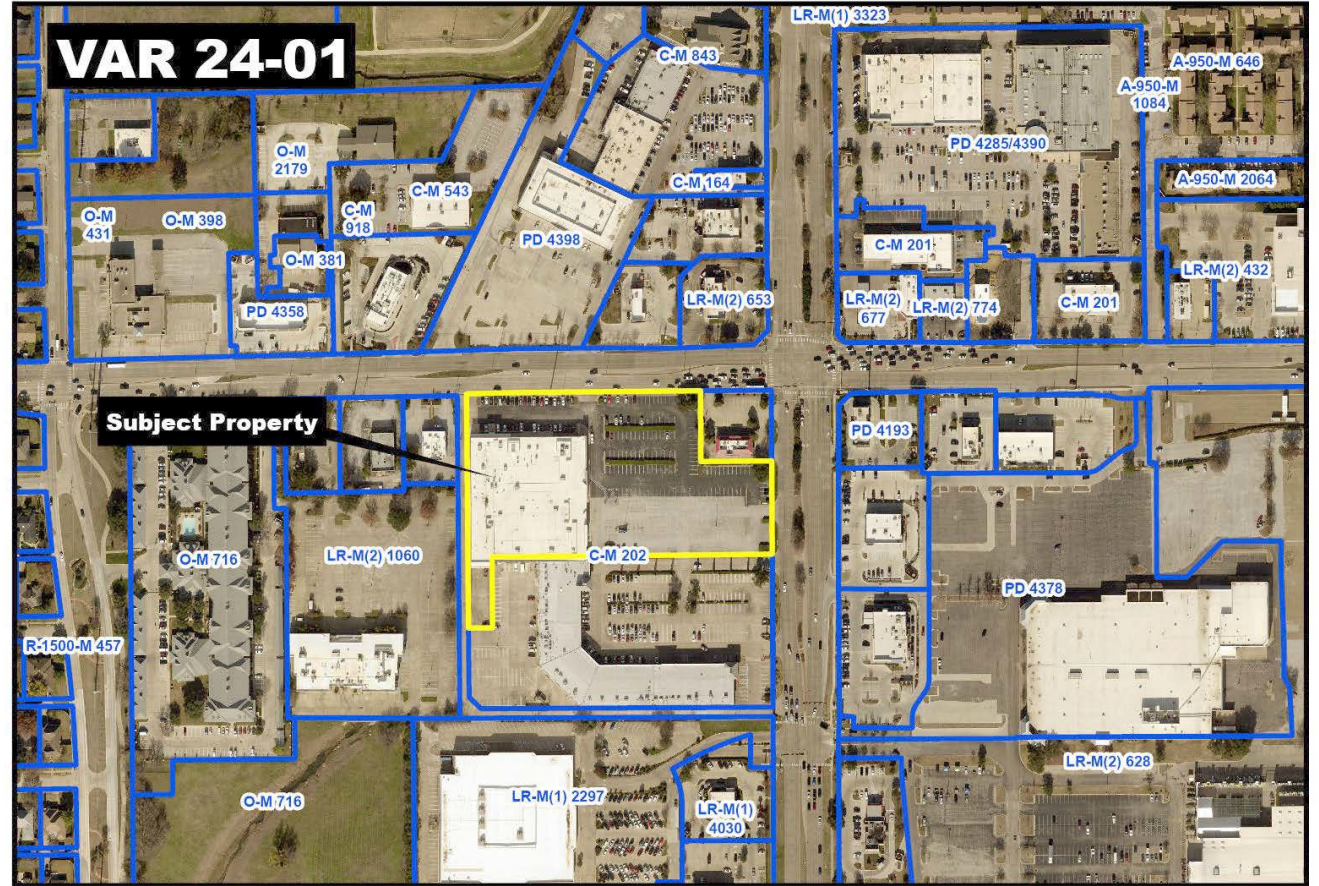 VAR 24-01
LR-M(1) 3323
C-M 843
A-950-M 646
A-950-M
1084
PD 4285/4390
O-M
2179
C-M 543
C-M 164
A-950-M 2064
O-M
431
O-M 398
C-M
918
PD 4398
C-M 201
O-M 381
LR-M(2) 432
LR-M(2) 653
LR-M(2)
677
LR-M(2) 774
C-M 201
PD 4358
Subject Property
PD 4193
O-M 716
LR-M(2) 1060
C-M 202
PD 4378
R-1500-M 457
LR-M(2) 628
O-M 716
LR-M(1) 2297
LR-M(1)
4030